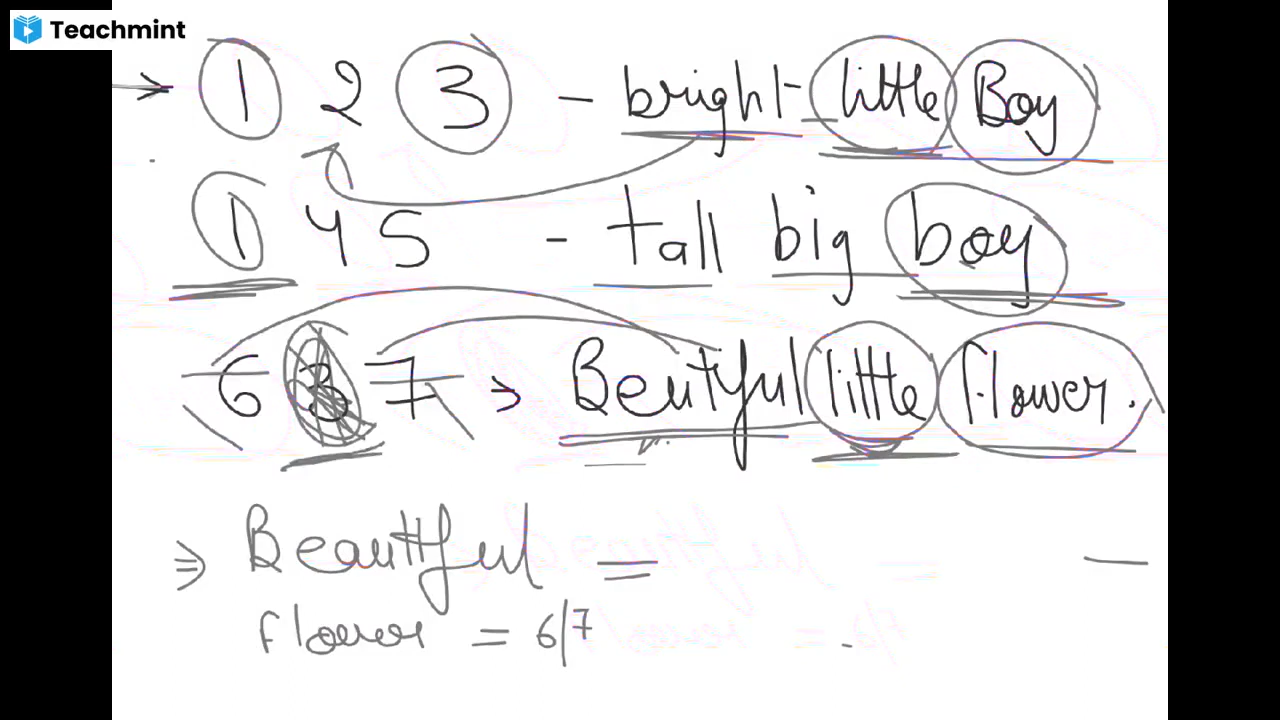 Teachmint
1 2 3 - bright little Boy
1 4 5 - tall big boy
6 3 7 => Beutyful little flower.
=> Beautiful =
flower = 6/7